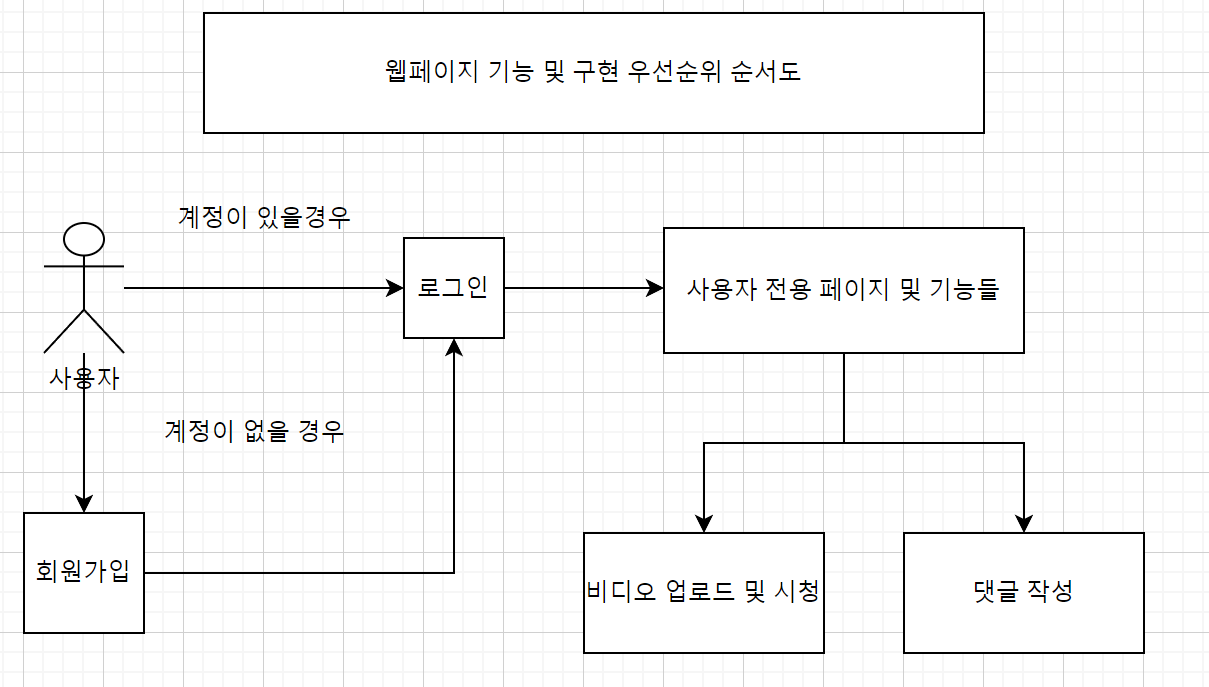 웹페이지 기능 및 구현 우선순위 순서도
계정이 있을경우
로그인
사용자 전용 페이지 및 기능들
사용자
계정이 없을 경우
회원가입
비디오 업로드 및 시청
댓글 작성